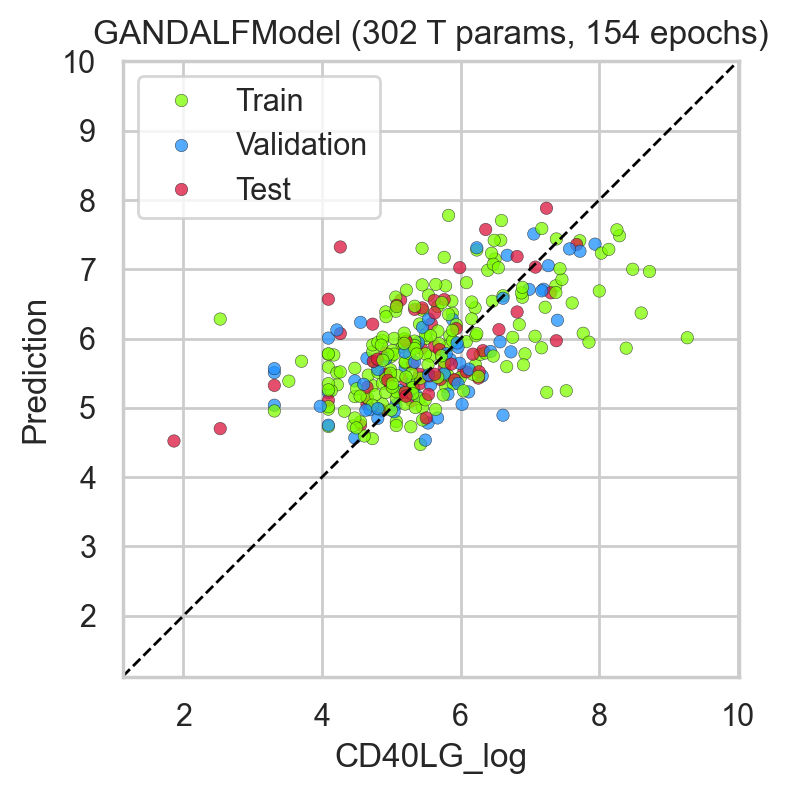 GANDALFModel (302 T params, 154 epochs)
Train
Validation
Test
10
9
8
7
6
5
4
3
2
Prediction
2 4 6 8 10
CD40LG_log